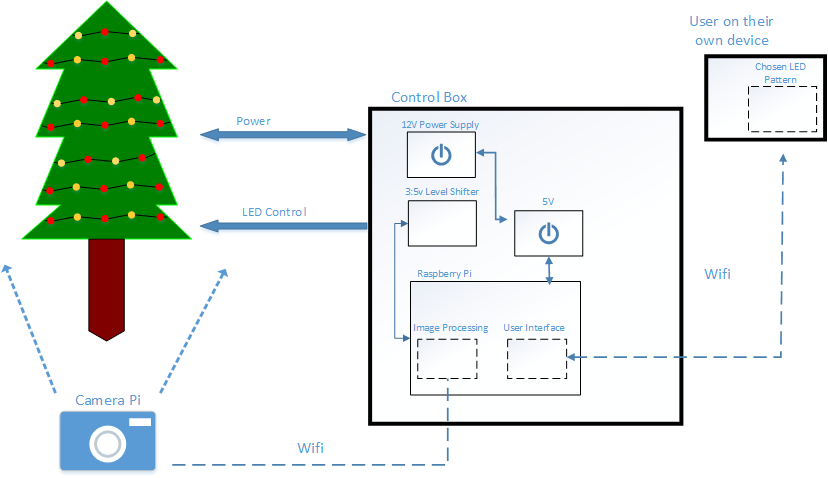 User on their
own device
Chosen LED
Pattern
Control Box
Power
12V Power Supply
3:5v Level Shifter
5V
LED Control
Raspberry Pi
Wifi
Image Processing
User Interface
Camera Pi
Wifi